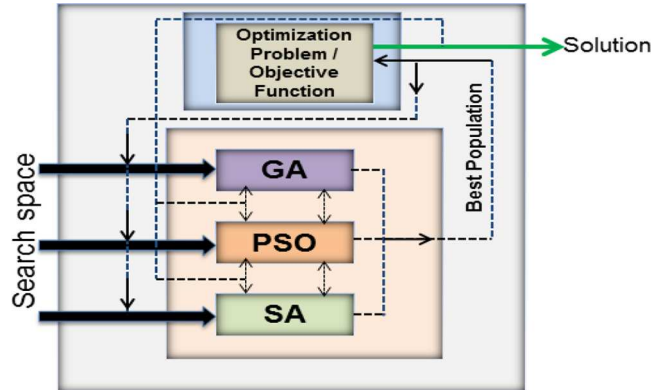 Optimization
Problem /
Objective
Function
Solution
Search space
GA
PSO
SA
Best Population